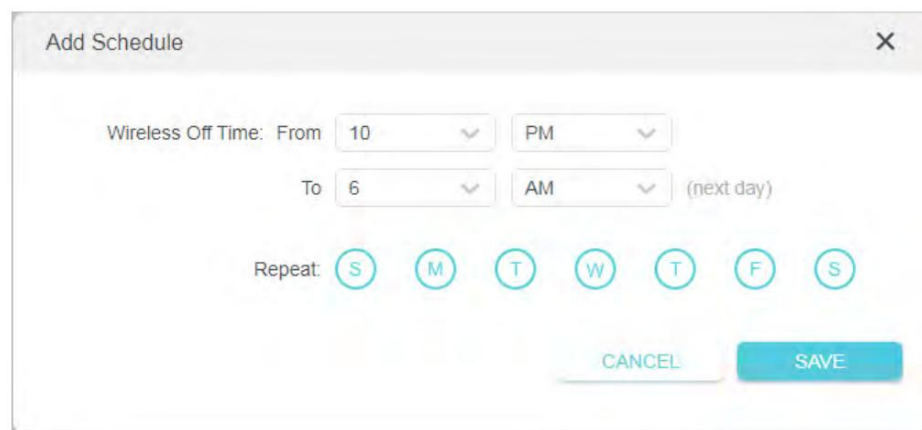 Add Schedule ×
Wireless Off Time: From 10 PM
To 6 AM (next day)
Repeat: S M T W T F S
CANCEL SAVE